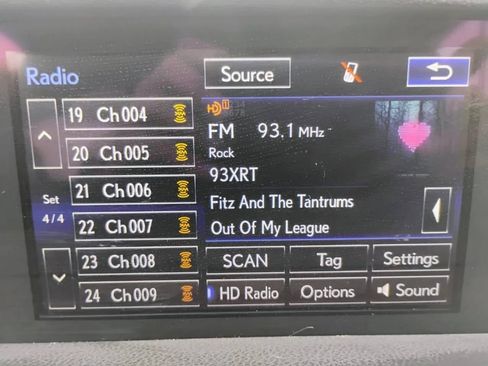 Radio
Source
19 Ch004
20 Ch005
21 Ch006
22 Ch007
23 Ch008
24 Ch009
Set
4/4
HD 1
FM 93.1 MHz
Rock
93XRT
Fitz And The Tantrums
Out Of My League
SCAN
Tag
Settings
HD Radio
Options
Sound